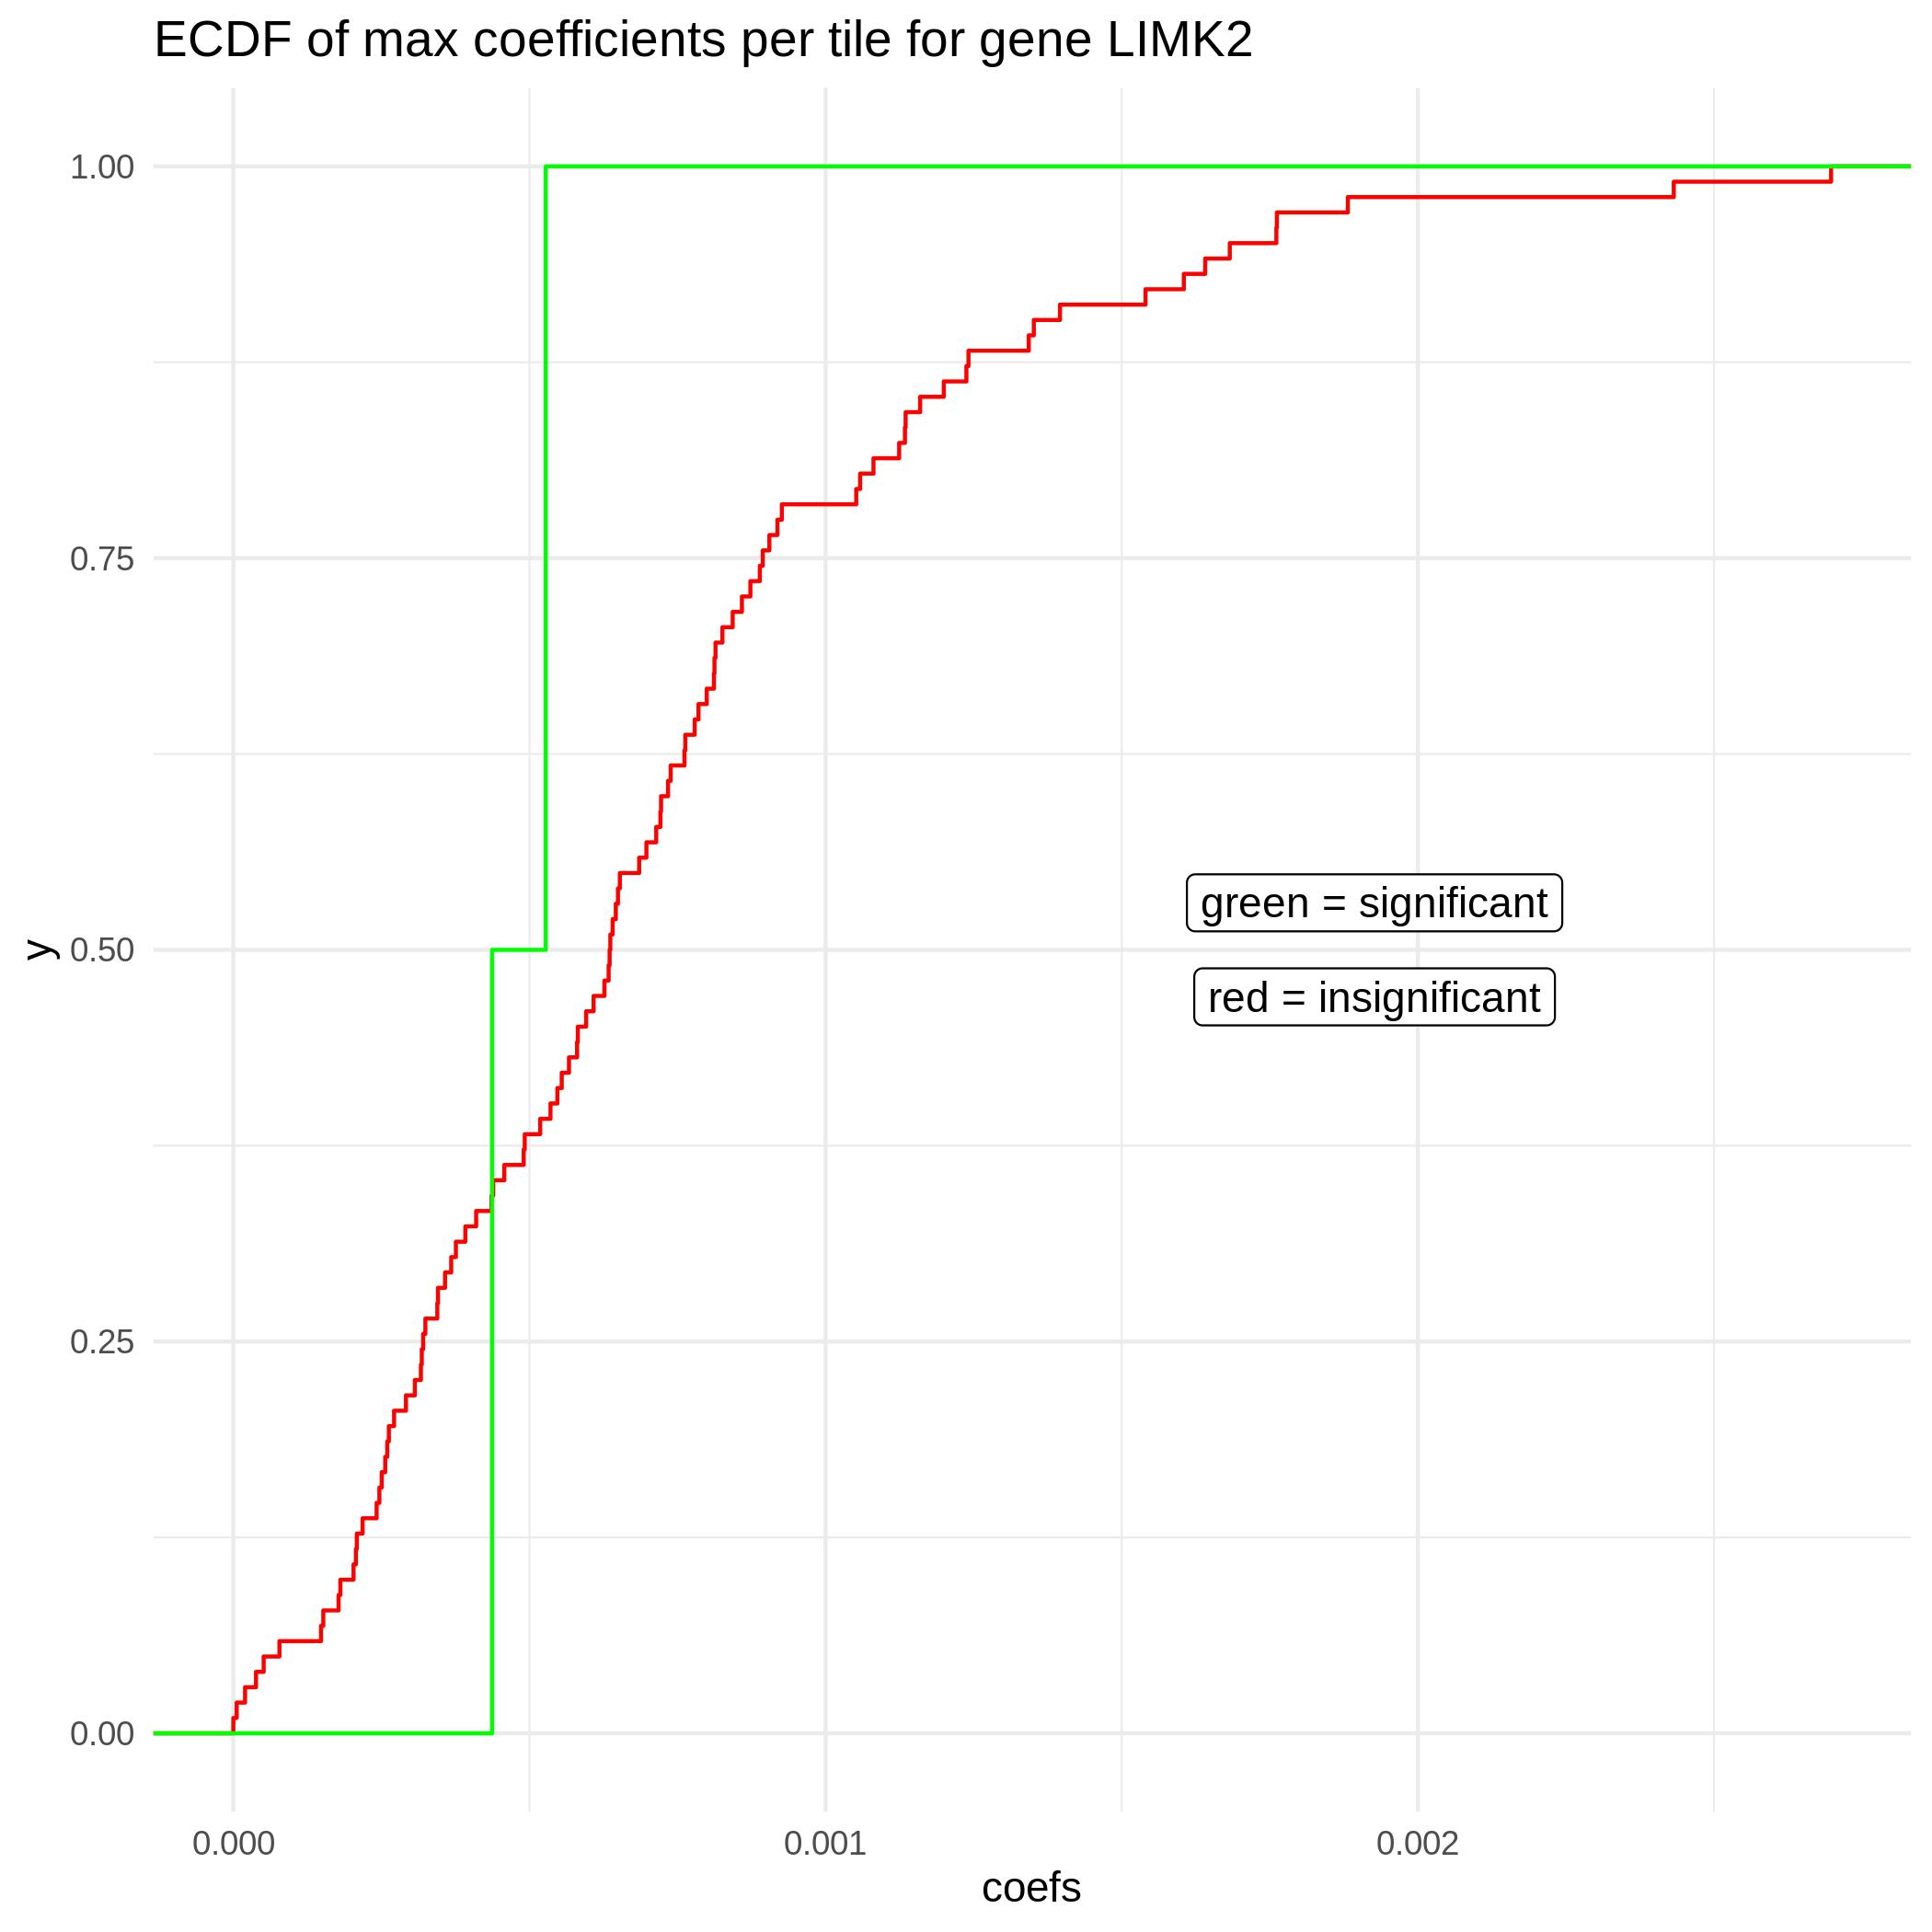 ECDF of max coefficients per tile for gene LIMK2
1.00
0.75
0.50
0.25
0.00
y
green = significant
red = insignificant
0.000 0.001 0.002
coefs